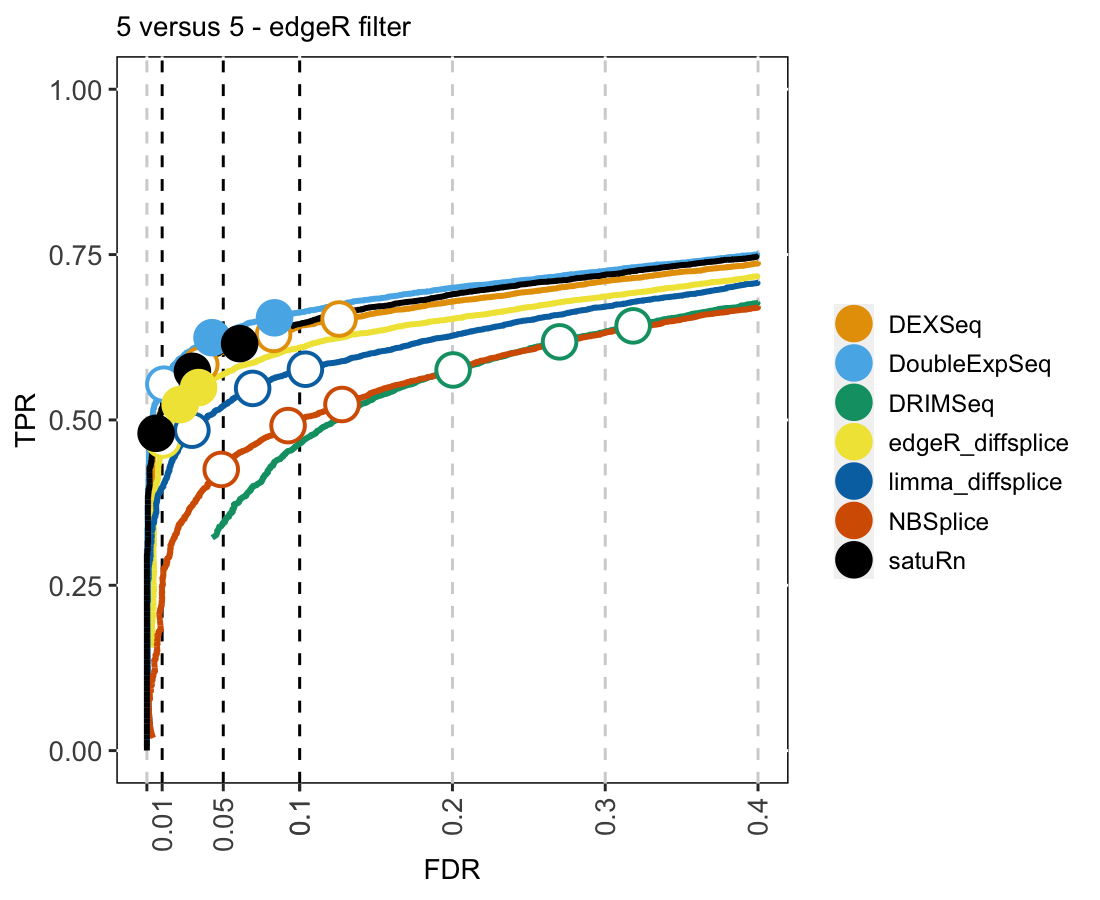 5 versus 5 - edgeR filter
TPR
1.00
0.75
0.50
0.25
0.00
0.01
0.05
0.1
0.2
0.3
0.4
FDR
DEXSeq
DoubleExpSeq
DRIMSeq
edgeR_diffsplice
limma_diffsplice
NBSplice
satuRn